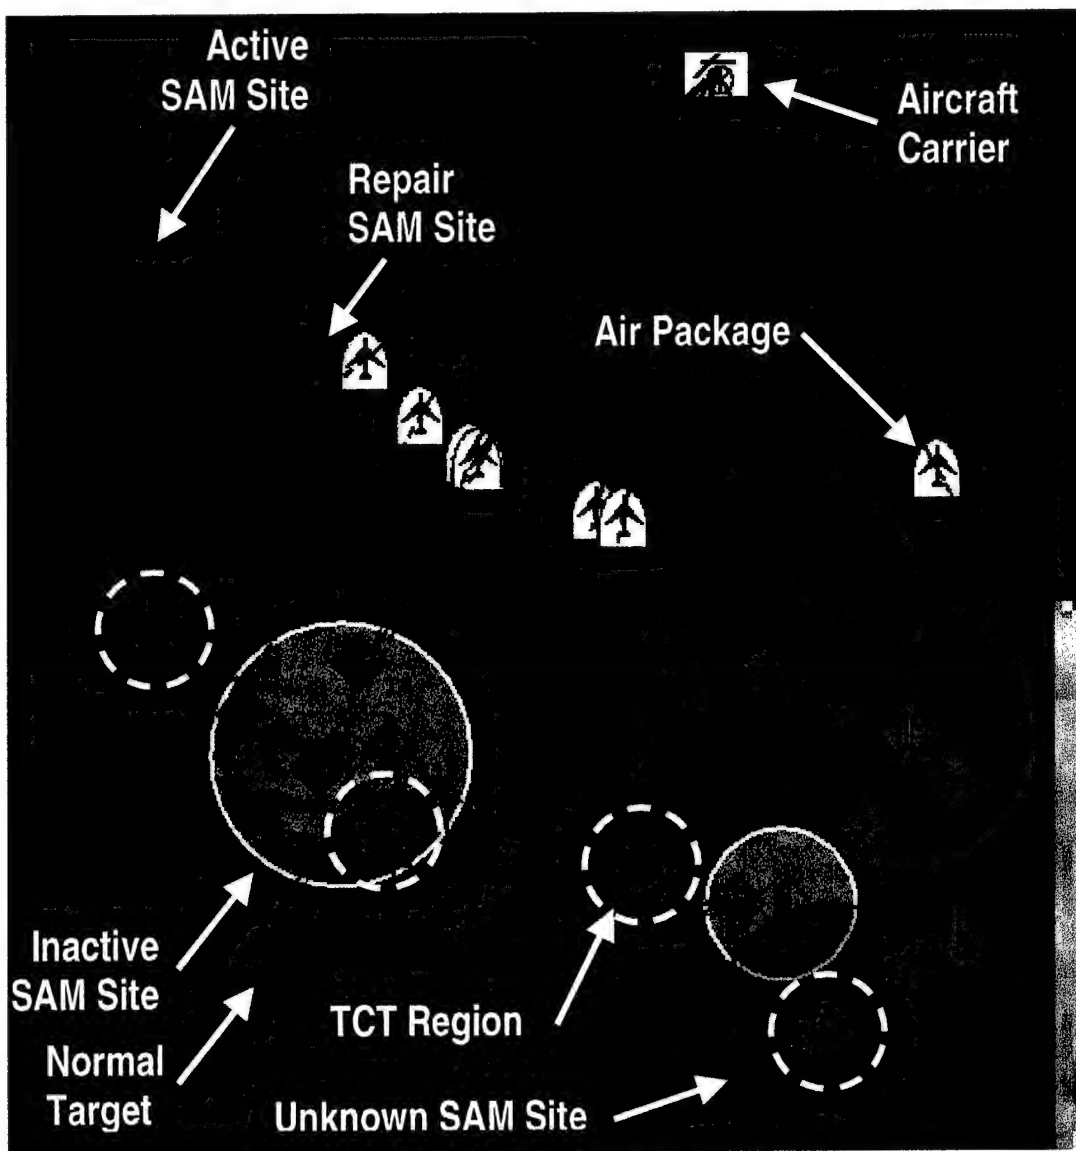 Active
SAM Site
Aircraft
Carrier
Repair
SAM Site
Air Package
Inactive
SAM Site
TCT Region
Normal
Target
Unknown SAM Site